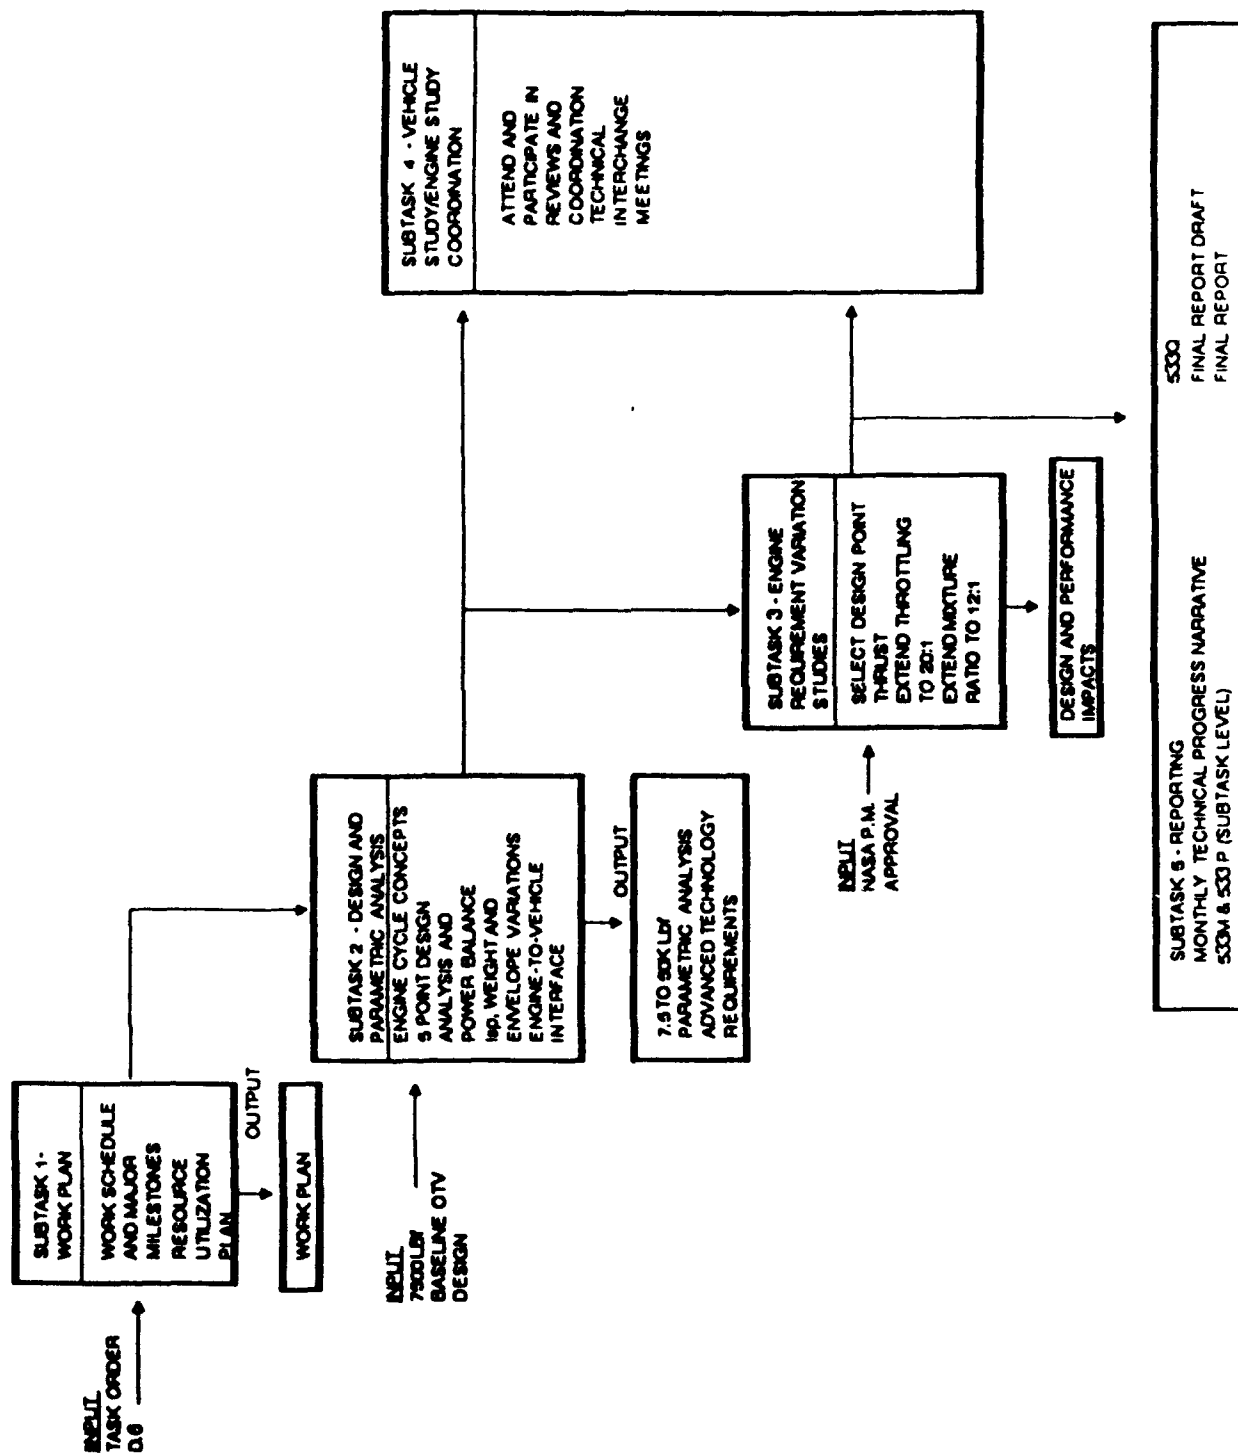 INPUT
TASK ORDER
D.6
SUBTASK 1-
WORK PLAN
WORK SCHEDULE
AND MAJOR
MILESTONES
RESOURCE
UTILIZATION
PLAN
OUTPUT
WORK PLAN
INPUT
7500 LBf
BASELINE OTV
DESIGN
SUBTASK 2 - DESIGN AND
PARAMETRIC ANALYSIS
ENGINE CYCLE CONCEPTS
5 POINT DESIGN
ANALYSIS AND
POWER BALANCE
Isp, WEIGHT AND
ENVELOPE VARIATIONS
ENGINE-TO-VEHICLE
INTERFACE
OUTPUT
7.5 TO 50K LBf
PARAMETRIC ANALYSIS
ADVANCED TECHNOLOGY
REQUIREMENTS
INPUT
NASA P.M.
APPROVAL
SUBTASK 3 - ENGINE
REQUIREMENT VARIATION
STUDIES
SELECT DESIGN POINT
THRUST
EXTEND THROTTLING
TO 20:1
EXTEND MIXTURE
RATIO TO 12:1
DESIGN AND PERFORMANCE
IMPACTS
SUBTASK 4 - VEHICLE
STUDY/ENGINE STUDY
COORDINATION
ATTEND AND
PARTICIPATE IN
REVIEWS AND
COORDINATION
TECHNICAL
INTERCHANGE
MEETINGS
SUBTASK 5 - REPORTING
MONTHLY TECHNICAL PROGRESS NARRATIVE
533M & 533 P (SUBTASK LEVEL)
533Q
FINAL REPORT DRAFT
FINAL REPORT